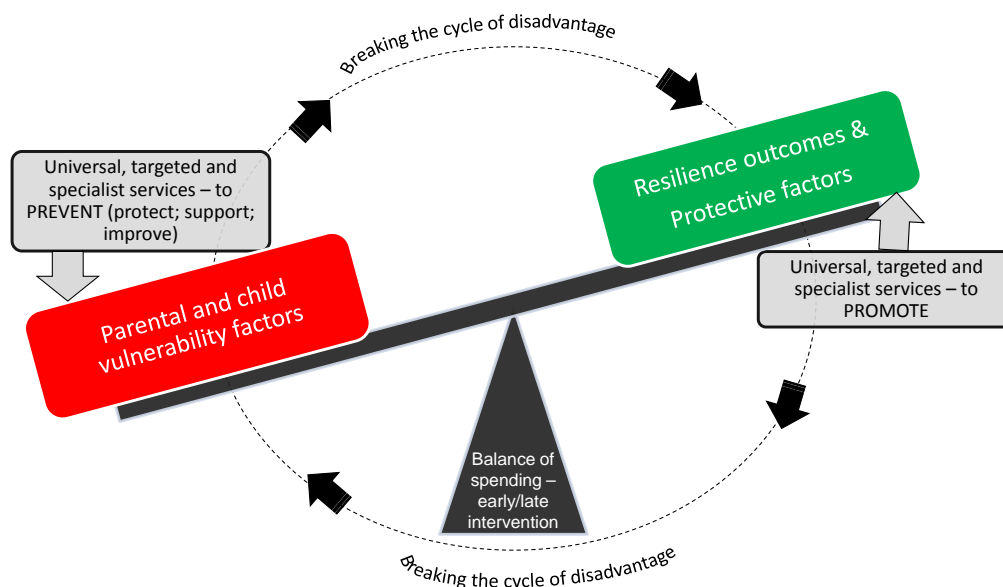 Breaking the cycle of disadvantage
Universal, targeted and
specialist services – to
PREVENT (protect; support;
improve)
Resilience outcomes &
Protective factors
Parental and child
vulnerability factors
Universal, targeted and
specialist services – to
PROMOTE
Balance of
spending –
early/late
intervention
Breaking the cycle of disadvantage